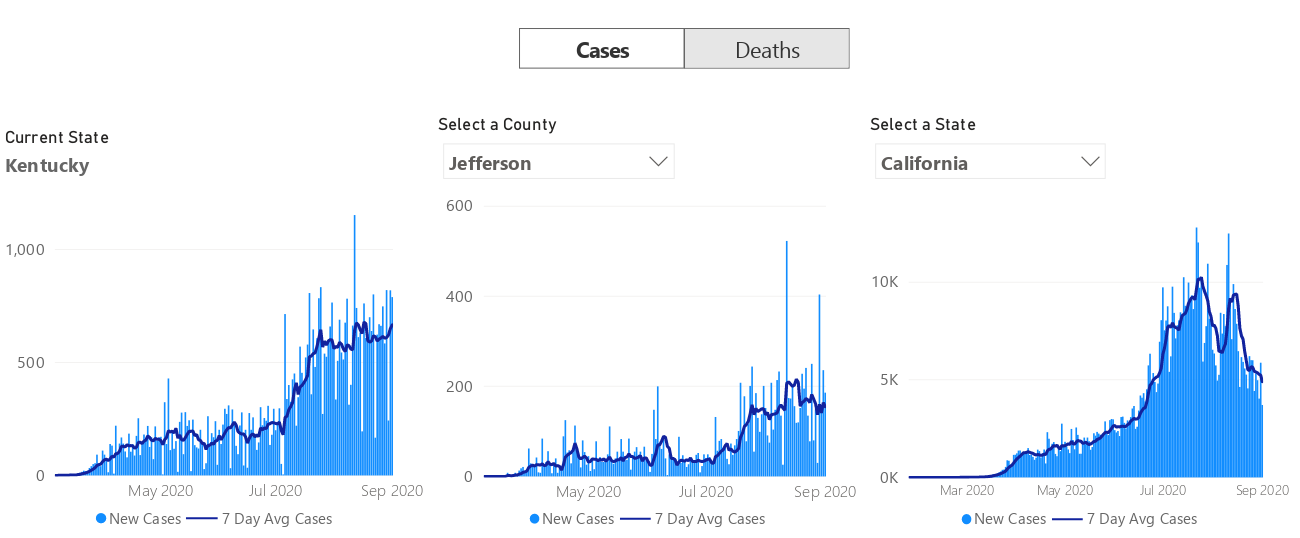 Cases
Deaths
Current State
Kentucky
1,000
500
0
May 2020
Jul 2020
Sep 2020
New Cases
7 Day Avg Cases
Select a County
Jefferson
600
400
200
0
May 2020
Jul 2020
Sep 2020
New Cases
7 Day Avg Cases
Select a State
California
10K
5K
0K
Mar 2020
May 2020
Jul 2020
Sep 2020
New Cases
7 Day Avg Cases